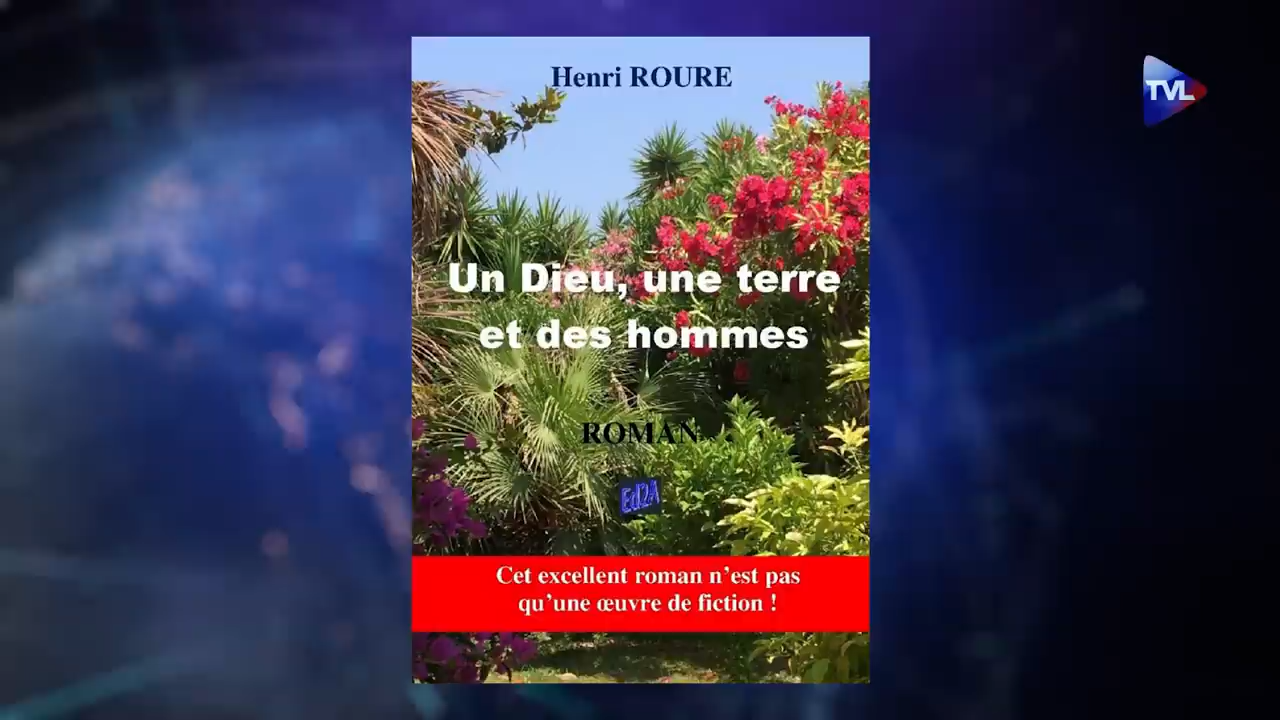 Henri ROURE
TVL
Un Dieu, une terre
et des hommes
ROMAN
Ed2A
Cet excellent roman n'est pas
qu'une œuvre de fiction !